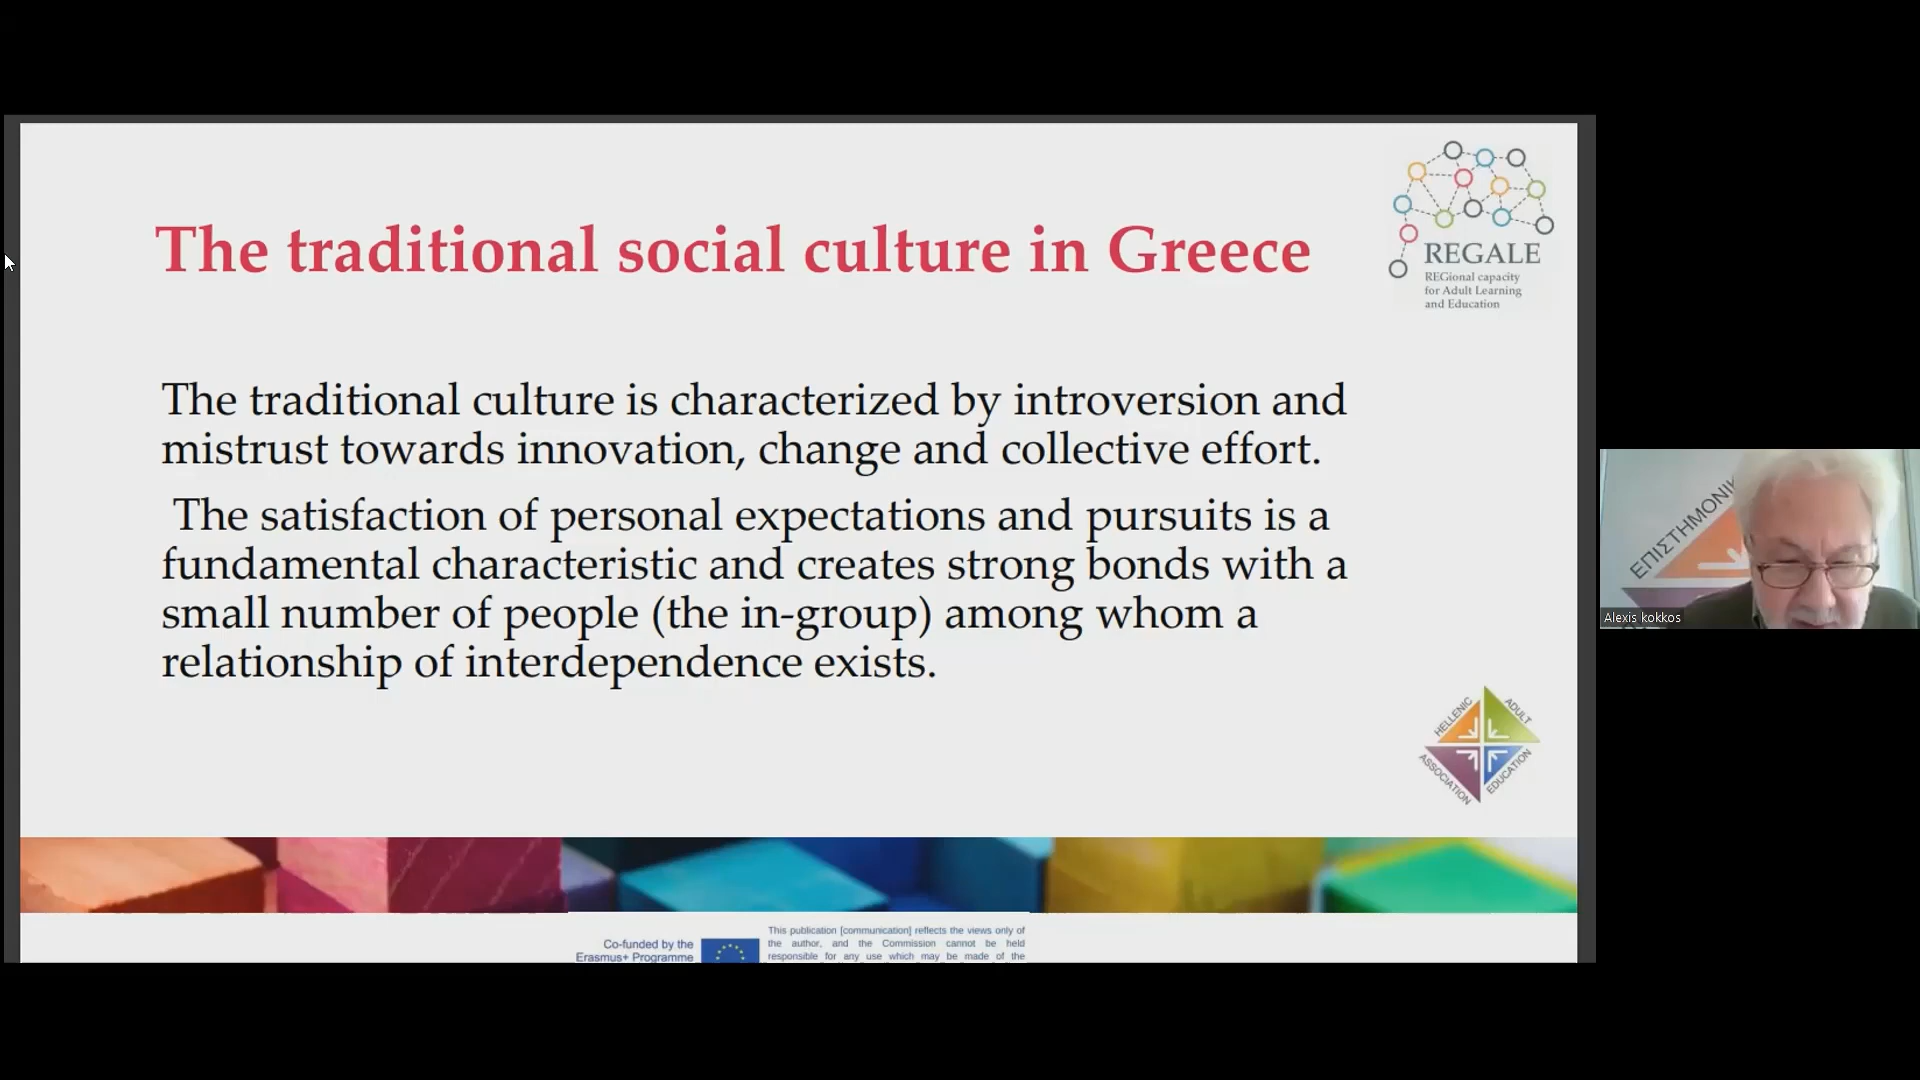 The traditional social culture in Greece
REGALE
REGional capacity
for Adult Learning
and Education
The traditional culture is characterized by introversion and
mistrust towards innovation, change and collective effort.
The satisfaction of personal expectations and pursuits is a
fundamental characteristic and creates strong bonds with a
small number of people (the in-group) among whom a
relationship of interdependence exists.
ΕΠΙΣΤΗΜΟΝΙΚ
Alexis kokkos
HELLENIC
ADULT
ASSOCIATION
EDUCATION
Co-funded by the
Erasmus+ Programme
This publication [communication] reflects the views only of
the author, and the Commission cannot be held
responsible for any use which may be made of the